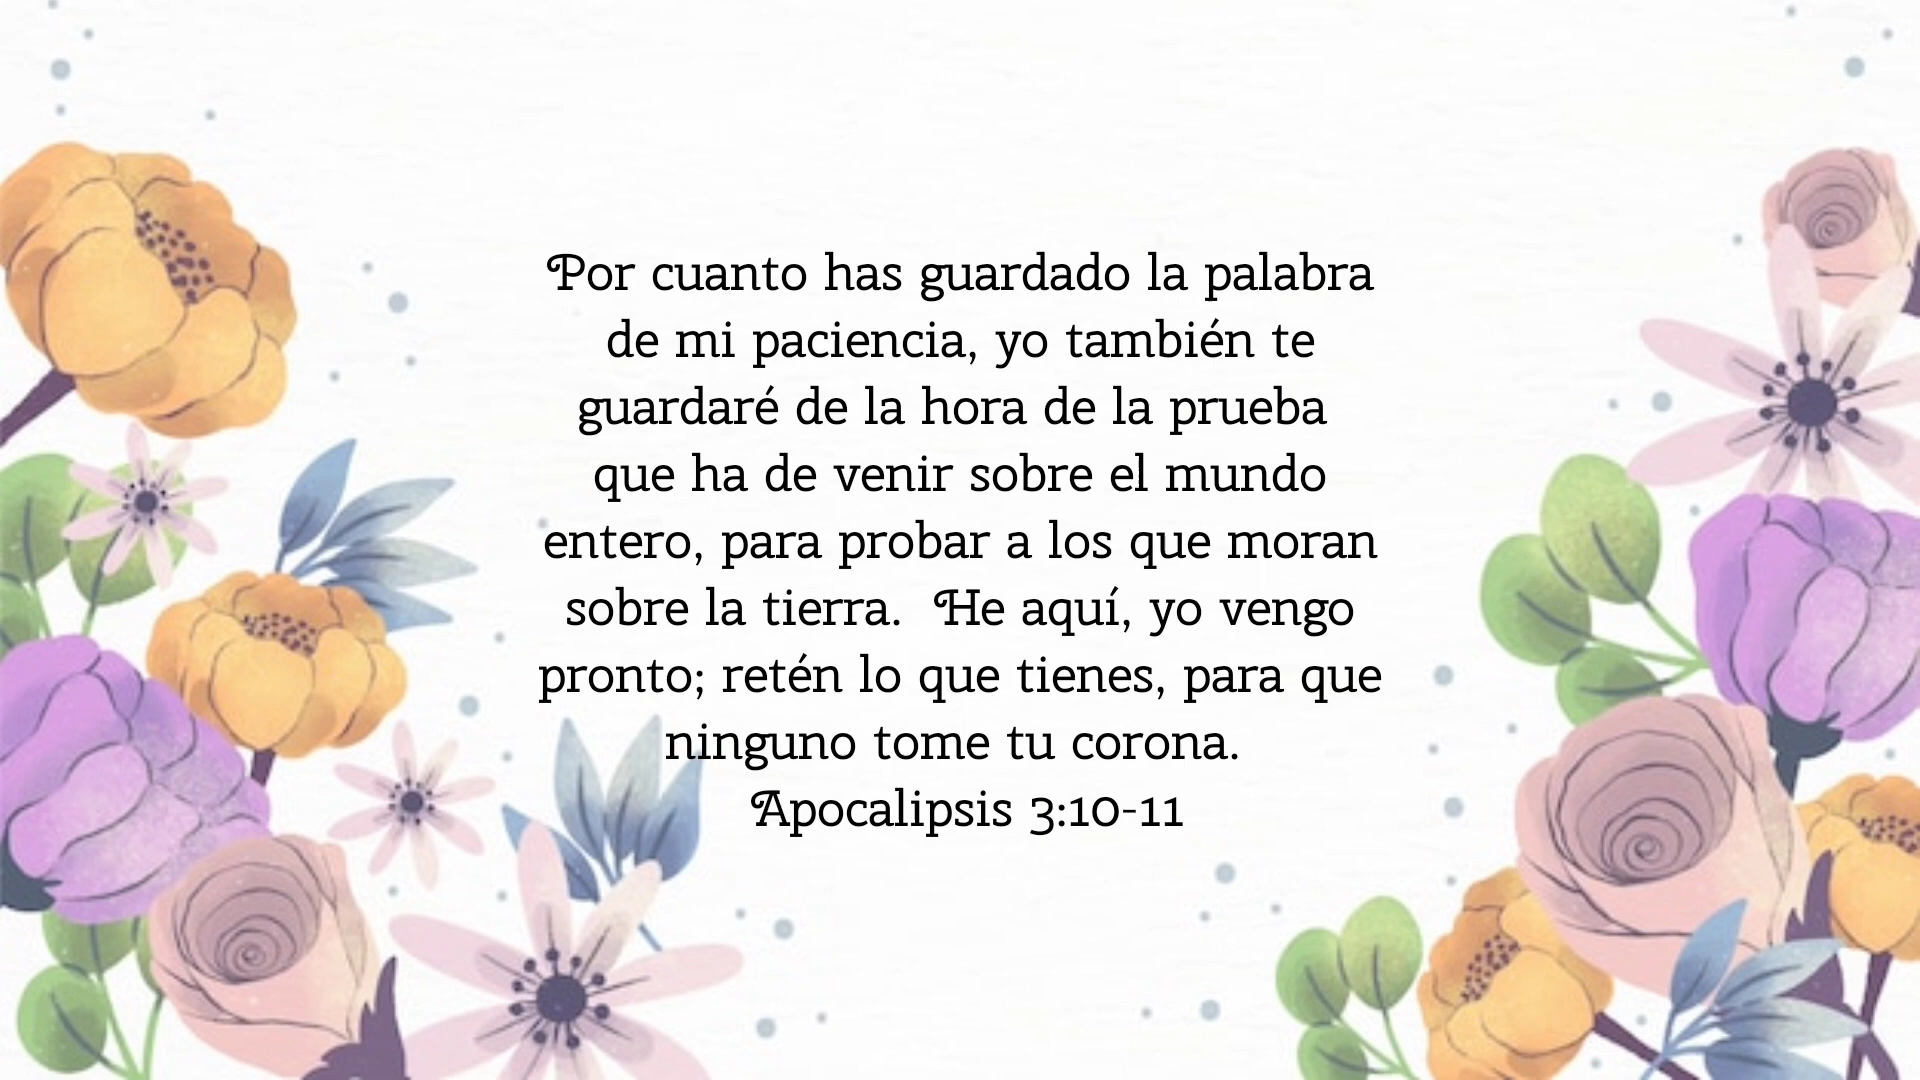 Por cuanto has guardado la palabra
de mi paciencia, yo también te
guardaré de la hora de la prueba
que ha de venir sobre el mundo
entero, para probar a los que moran
sobre la tierra.  He aquí, yo vengo
pronto; retén lo que tienes, para que
ninguno tome tu corona.
Apocalipsis 3:10-11